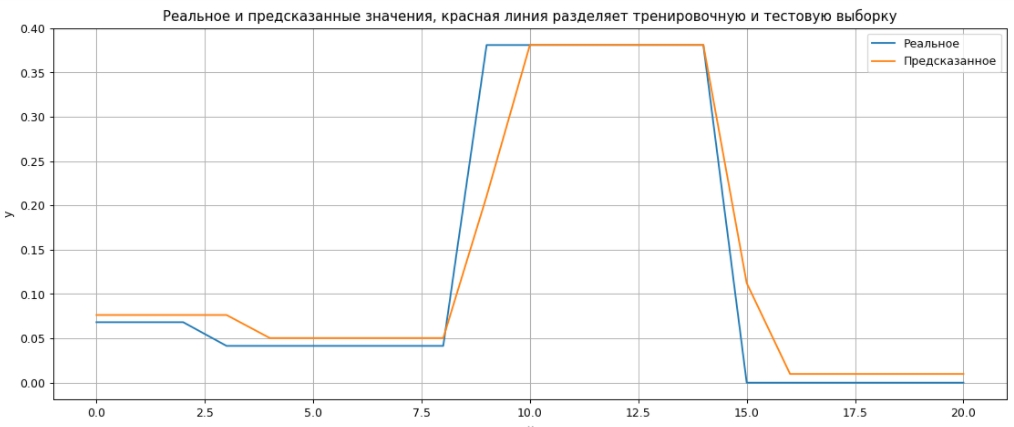 Реальное и предсказанные значения, красная линия разделяет тренировочную и тестовую выборку
Реальное
Предсказанное
0.40
0.35
0.30
0.25
0.20
0.15
0.10
0.05
0.00
y
0.0 2.5 5.0 7.5 10.0 12.5 15.0 17.5 20.0